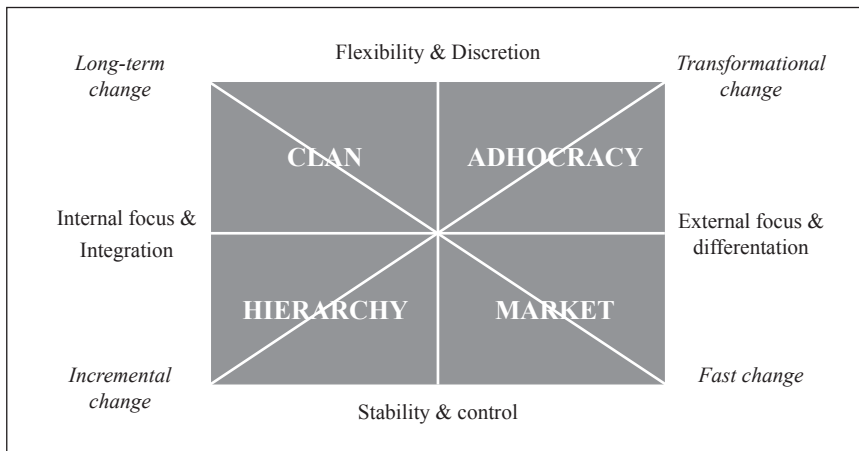 Flexibility & Discretion
Long-term
change
Transformational
change
CLAN
ADHOCRACY
Internal focus &
Integration
External focus &
differentation
HIERARCHY
MARKET
Incremental
change
Fast change
Stability & control